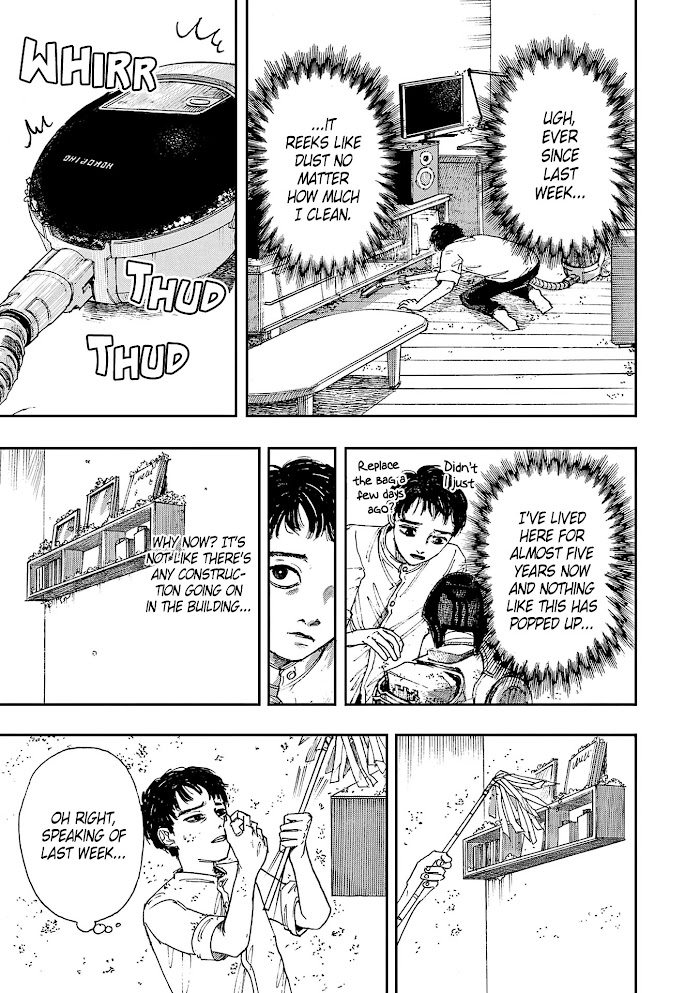 UGH,
EVER
SINCE
LAST
WEEK...
...IT
REEKS LIKE
DUST NO
MATTER
HOW MUCH
I CLEAN.
WHIRR
THUD
THUD
I'VE LIVED
HERE FOR
ALMOST FIVE
YEARS NOW
AND NOTHING
LIKE THIS HAS
POPPED UP...
Didn't
I just
Replace
the BAG a
few days
ago?
WHY NOW? IT'S
NOT LIKE THERE'S
ANY CONSTRUC-
TION GOING ON
IN THE BUILDING...
OH RIGHT,
SPEAKING OF
LAST WEEK...